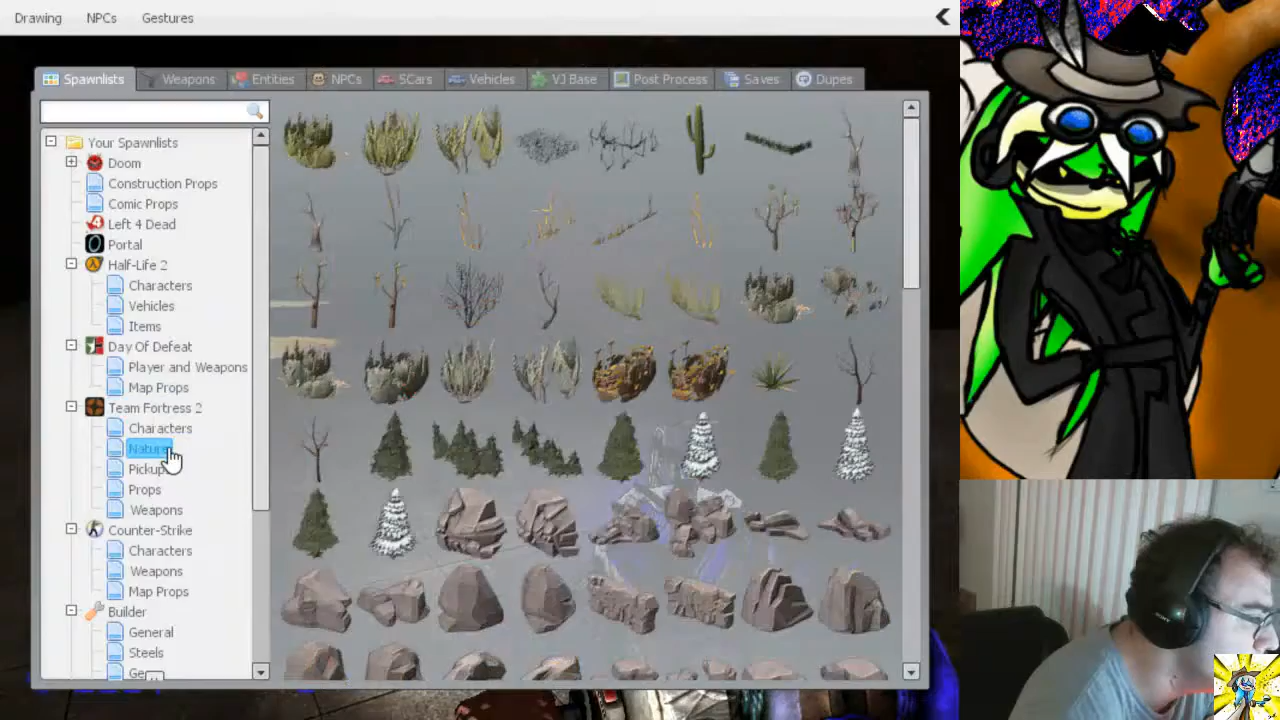 Drawing NPCs Gestures
Spawnlists Weapons Entities NPCs SCars Vehicles VJ Base Post Process Saves Dupes
Your Spawnlists
Doom
Construction Props
Comic Props
Left 4 Dead
Portal
Half-Life 2
Characters
Vehicles
Items
Day Of Defeat
Player and Weapons
Map Props
Team Fortress 2
Characters
Props
Weapons
Counter-Strike
Characters
Weapons
Map Props
Builder
General
Steels